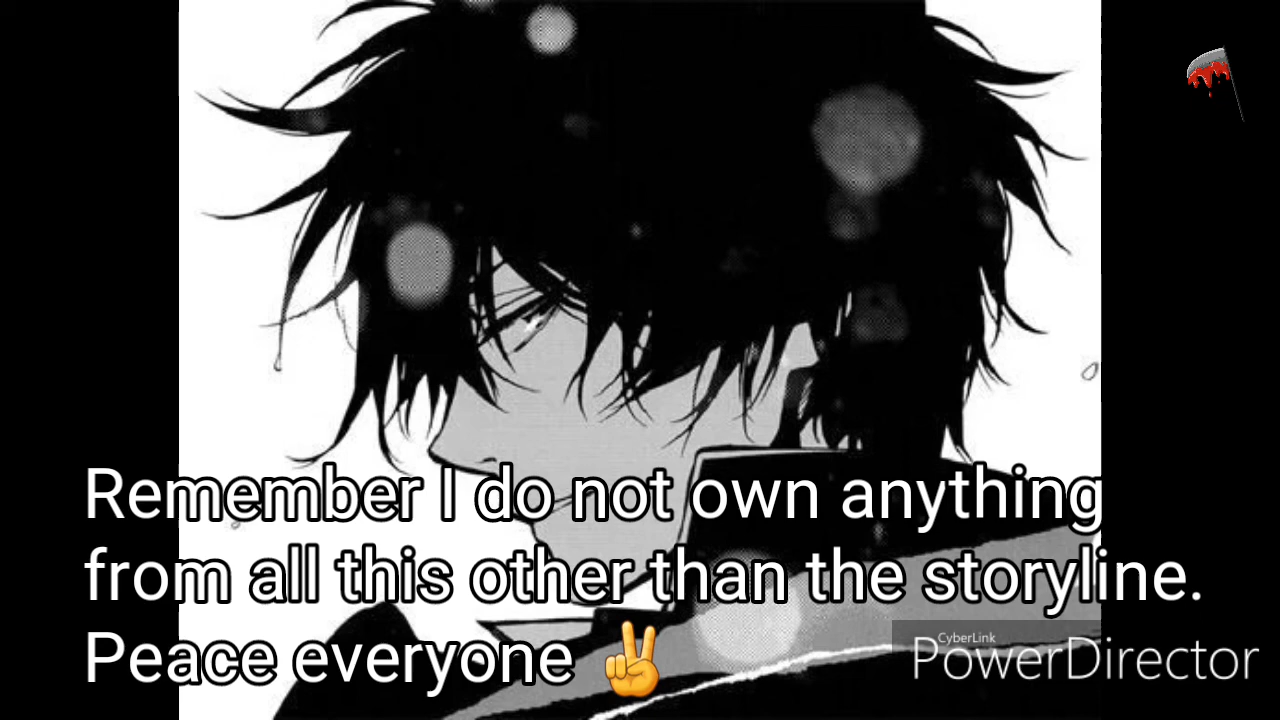 Remember I do not own anything
from all this other than the storyline.
Peace everyone ✌
CyberLink
PowerDirector